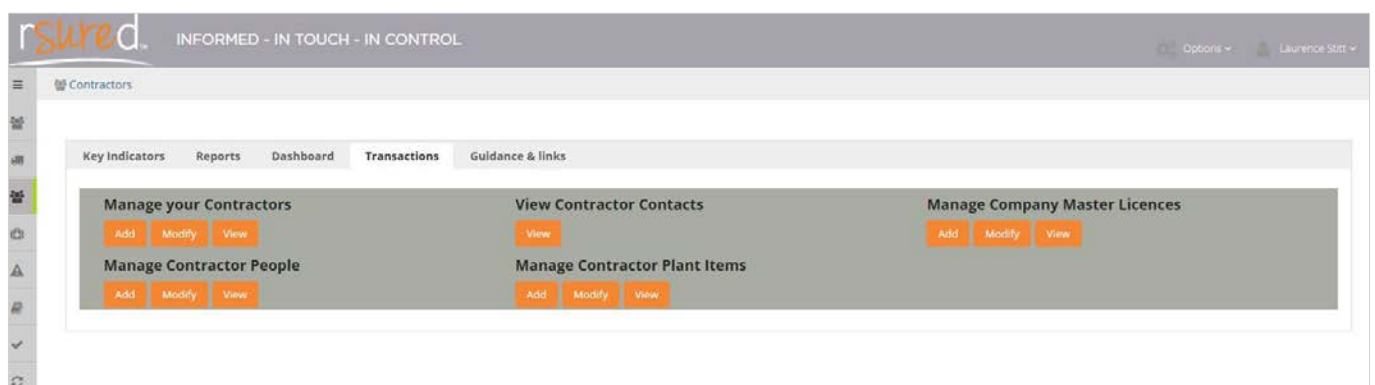 rsured™ INFORMED - IN TOUCH - IN CONTROL
Options Laurence Stitt
Contractors
Key Indicators Reports Dashboard Transactions Guidance & links
Manage your Contractors View Contractor Contacts Manage Company Master Licences
Add Modify View View Add Modify View
Manage Contractor People Manage Contractor Plant Items
Add Modify View Add Modify View